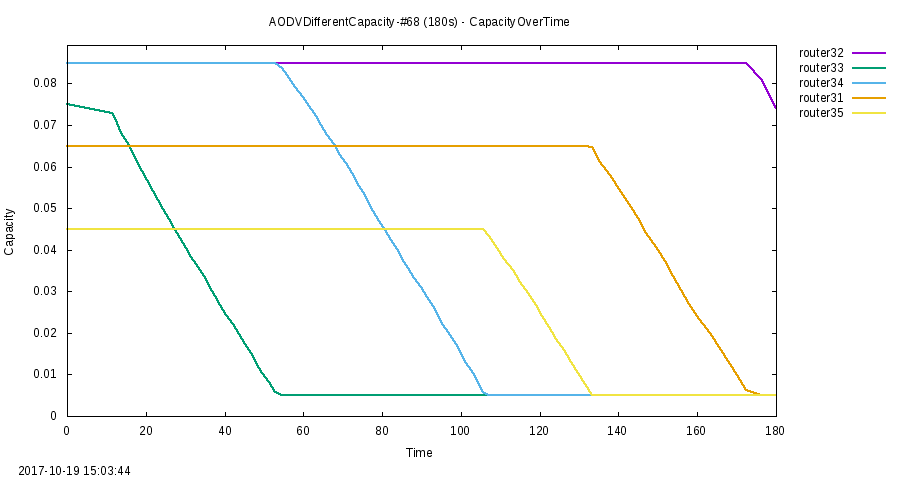 AODVDifferentCapacity-#68 (180s) - CapacityOverTime
router32
router33
router34
router31
router35
0.08
0.07
0.06
0.05
0.04
0.03
0.02
0.01
0
Capacity
0 20 40 60 80 100 120 140 160 180
Time
2017-10-19 15:03:44